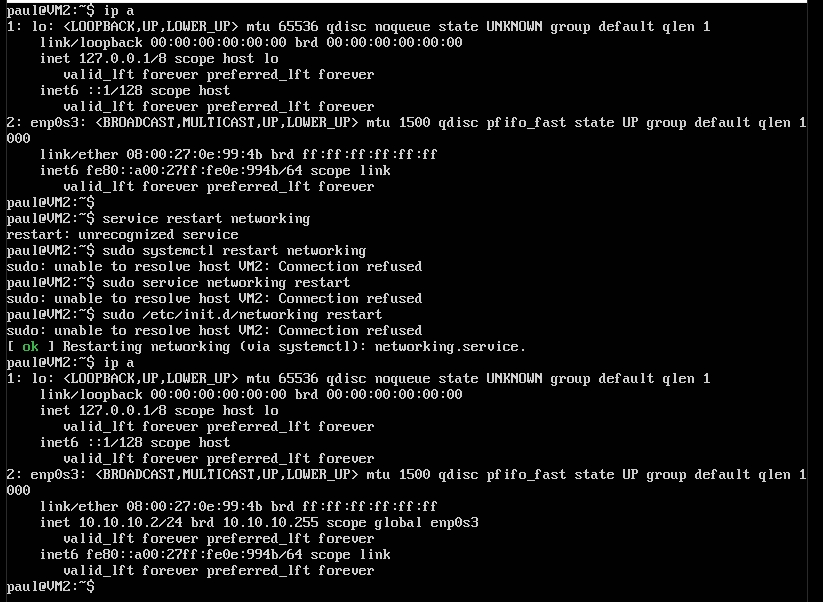 paul@VM2:~$ ip a
1: lo: <LOOPBACK,UP,LOWER_UP> mtu 65536 qdisc noqueue state UNKNOWN group default qlen 1
    link/loopback 00:00:00:00:00:00 brd 00:00:00:00:00:00
    inet 127.0.0.1/8 scope host lo
       valid_lft forever preferred_lft forever
    inet6 ::1/128 scope host
       valid_lft forever preferred_lft forever
2: enp0s3: <BROADCAST,MULTICAST,UP,LOWER_UP> mtu 1500 qdisc pfifo_fast state UP group default qlen 1
000
    link/ether 08:00:27:0e:99:4b brd ff:ff:ff:ff:ff:ff
    inet6 fe80::a00:27ff:fe0e:994b/64 scope link
       valid_lft forever preferred_lft forever
paul@VM2:~$
paul@VM2:~$ service restart networking
restart: unrecognized service
paul@VM2:~$ sudo systemctl restart networking
sudo: unable to resolve host VM2: Connection refused
paul@VM2:~$ sudo service networking restart
sudo: unable to resolve host VM2: Connection refused
paul@VM2:~$ sudo /etc/init.d/networking restart
sudo: unable to resolve host VM2: Connection refused
[ ok ] Restarting networking (via systemctl): networking.service.
paul@VM2:~$ ip a
1: lo: <LOOPBACK,UP,LOWER_UP> mtu 65536 qdisc noqueue state UNKNOWN group default qlen 1
    link/loopback 00:00:00:00:00:00 brd 00:00:00:00:00:00
    inet 127.0.0.1/8 scope host lo
       valid_lft forever preferred_lft forever
    inet6 ::1/128 scope host
       valid_lft forever preferred_lft forever
2: enp0s3: <BROADCAST,MULTICAST,UP,LOWER_UP> mtu 1500 qdisc pfifo_fast state UP group default qlen 1
000
    link/ether 08:00:27:0e:99:4b brd ff:ff:ff:ff:ff:ff
    inet 10.10.10.2/24 brd 10.10.10.255 scope global enp0s3
       valid_lft forever preferred_lft forever
    inet6 fe80::a00:27ff:fe0e:994b/64 scope link
       valid_lft forever preferred_lft forever
paul@VM2:~$